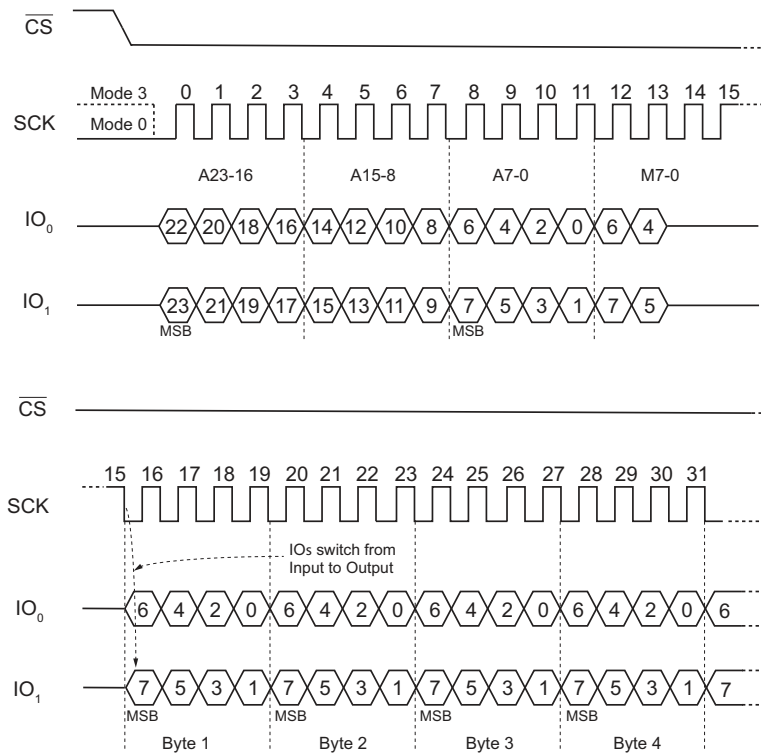 CS
Mode 3 0 1 2 3 4 5 6 7 8 9 10 11 12 13 14 15
SCK
Mode 0
A23-16 A15-8 A7-0 M7-0
IO0 22 20 18 16 14 12 10 8 6 4 2 0 6 4
IO1 23 21 19 17 15 13 11 9 7 5 3 1 7 5
MSB MSB
CS
15 16 17 18 19 20 21 22 23 24 25 26 27 28 29 30 31
SCK
IOs switch from
Input to Output
IO0 6 4 2 0 6 4 2 0 6 4 2 0 6 4 2 0 6
IO1 7 5 3 1 7 5 3 1 7 5 3 1 7 5 3 1 7
MSB MSB MSB MSB
Byte 1 Byte 2 Byte 3 Byte 4